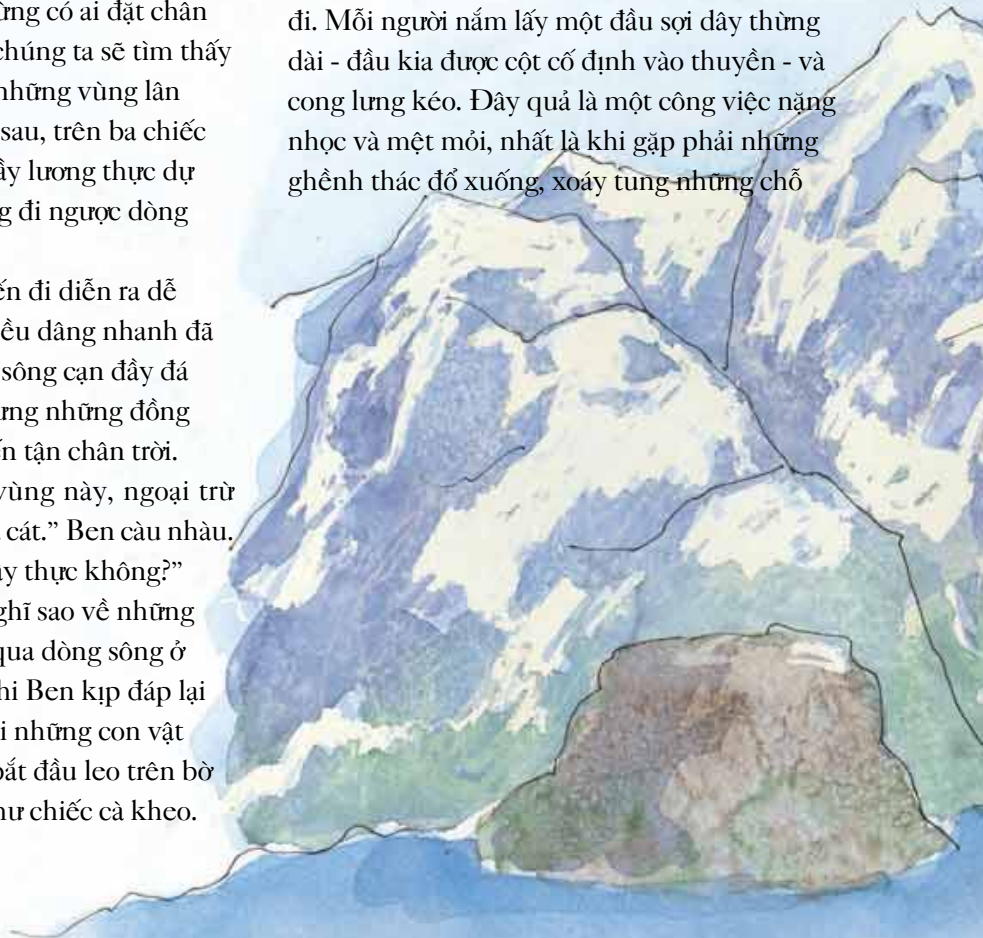 ừng có ai đặt chân
chúng ta sẽ tìm thấy
những vùng lân
sau, trên ba chiếc
ầy lương thực dự
g đi ngược dòng
ến đi diễn ra dễ
ều dâng nhanh đã
sông cạn đầy đá
ưng những đồng
ến tận chân trời.
vùng này, ngoại trừ
cát.” Ben càu nhàu.
ày thực không?”
ghĩ sao về những
qua dòng sông ở
hi Ben kịp đáp lại
i những con vật
bắt đầu leo trên bờ
hư chiếc cà kheo.
đi. Mỗi người nắm lấy một đầu sợi dây thừng
dài - đầu kia được cột cố định vào thuyền - và
cong lưng kéo. Đây quả là một công việc nặng
nhọc và mệt mỏi, nhất là khi gặp phải những
ghềnh thác đổ xuống, xoáy tung những chỗ